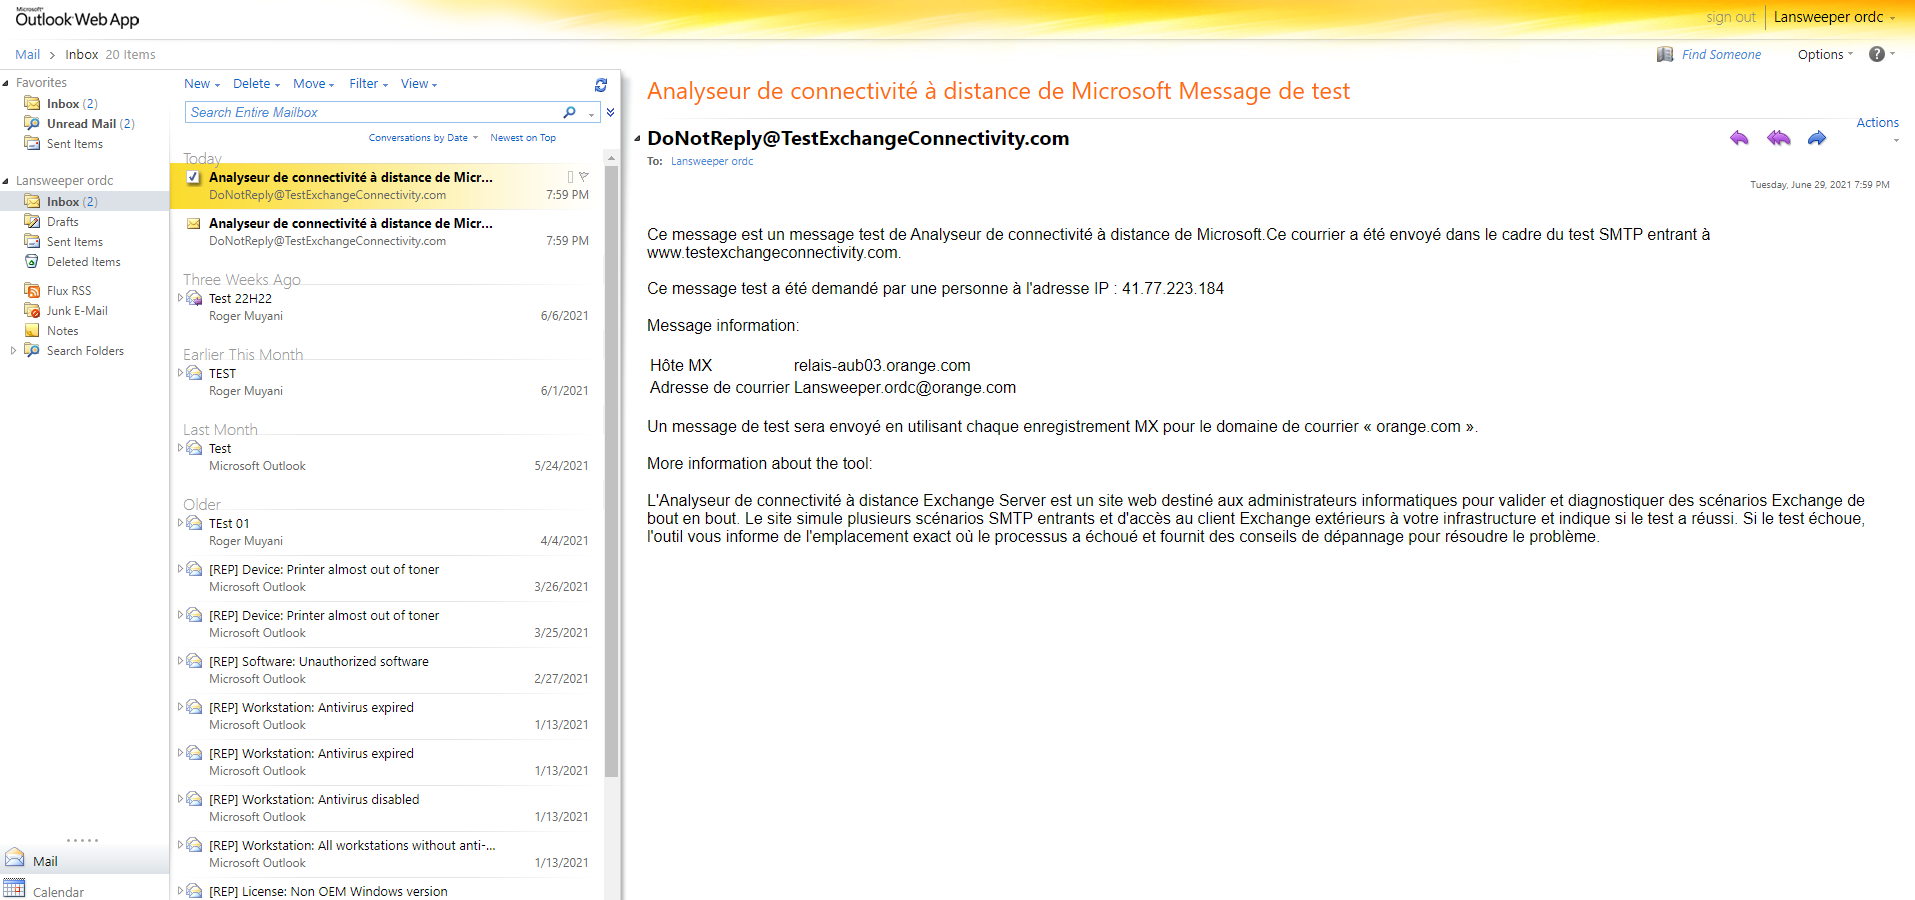 Microsoft®
Outlook Web App
sign out
Lansweeper ordc
Mail > Inbox 20 Items
Find Someone
Options
Favorites
Inbox (2)
Unread Mail (2)
Sent Items
Lansweeper ordc
Inbox (2)
Drafts
Sent Items
Deleted Items
Flux RSS
Junk E-Mail
Notes
Search Folders
Mail
Calendar
New Delete Move Filter View
Search Entire Mailbox
Conversations by Date Newest on Top
Today
Analyseur de connectivité à distance de Micr...
DoNotReply@TestExchangeConnectivity.com 7:59 PM
Analyseur de connectivité à distance de Micr...
DoNotReply@TestExchangeConnectivity.com 7:59 PM
Three Weeks Ago
Test 22H22
Roger Muyani 6/6/2021
Earlier This Month
TEST
Roger Muyani 6/1/2021
Last Month
Test
Microsoft Outlook 5/24/2021
Older
TEst 01
Roger Muyani 4/4/2021
[REP] Device: Printer almost out of toner
Microsoft Outlook 3/26/2021
[REP] Device: Printer almost out of toner
Microsoft Outlook 3/25/2021
[REP] Software: Unauthorized software
Microsoft Outlook 2/27/2021
[REP] Workstation: Antivirus expired
Microsoft Outlook 1/13/2021
[REP] Workstation: Antivirus expired
Microsoft Outlook 1/13/2021
[REP] Workstation: Antivirus disabled
Microsoft Outlook 1/13/2021
[REP] Workstation: All workstations without anti-...
Microsoft Outlook 1/13/2021
[REP] License: Non OEM Windows version
Analyseur de connectivité à distance de Microsoft Message de test
DoNotReply@TestExchangeConnectivity.com
Actions
To: Lansweeper ordc
Tuesday, June 29, 2021 7:59 PM
Ce message est un message test de Analyseur de connectivité à distance de Microsoft.Ce courrier a été envoyé dans le cadre du test SMTP entrant à
www.testexchangeconnectivity.com.
Ce message test a été demandé par une personne à l'adresse IP : 41.77.223.184
Message information:
Hôte MX relais-aub03.orange.com
Adresse de courrier Lansweeper.ordc@orange.com
Un message de test sera envoyé en utilisant chaque enregistrement MX pour le domaine de courrier « orange.com ».
More information about the tool:
L'Analyseur de connectivité à distance Exchange Server est un site web destiné aux administrateurs informatiques pour valider et diagnostiquer des scénarios Exchange de
bout en bout. Le site simule plusieurs scénarios SMTP entrants et d'accès au client Exchange extérieurs à votre infrastructure et indique si le test a réussi. Si le test échoue,
l'outil vous informe de l'emplacement exact où le processus a échoué et fournit des conseils de dépannage pour résoudre le problème.